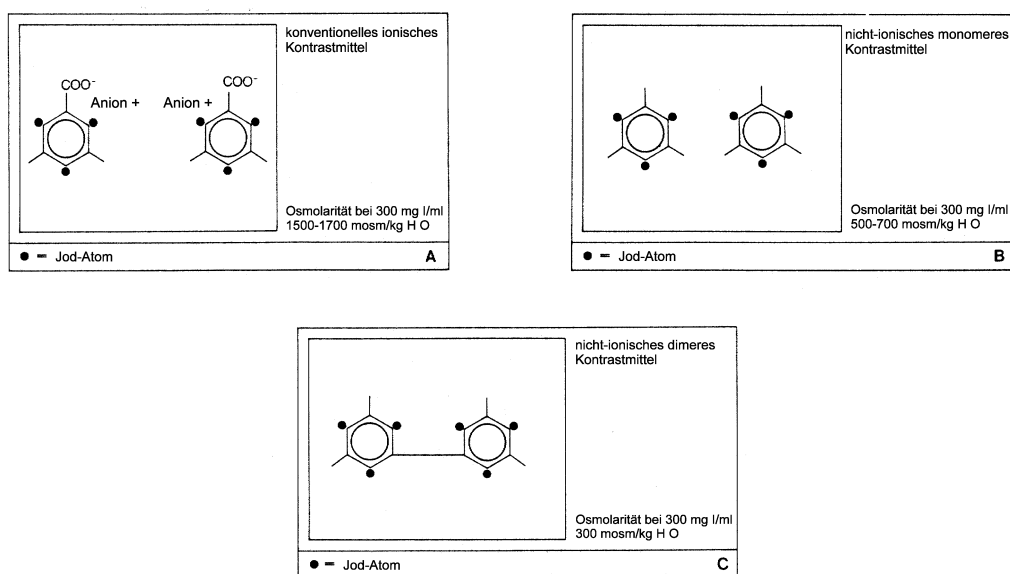 konventionelles ionisches
Kontrastmittel
COO-
COO-
Anion +
Anion +
Osmolarität bei 300 mg I/ml
1500-1700 mosm/kg H O
● = Jod-Atom
A
nicht-ionisches monomeres
Kontrastmittel
Osmolarität bei 300 mg I/ml
500-700 mosm/kg H O
● = Jod-Atom
B
nicht-ionisches dimeres
Kontrastmittel
Osmolarität bei 300 mg I/ml
300 mosm/kg H O
● = Jod-Atom
C